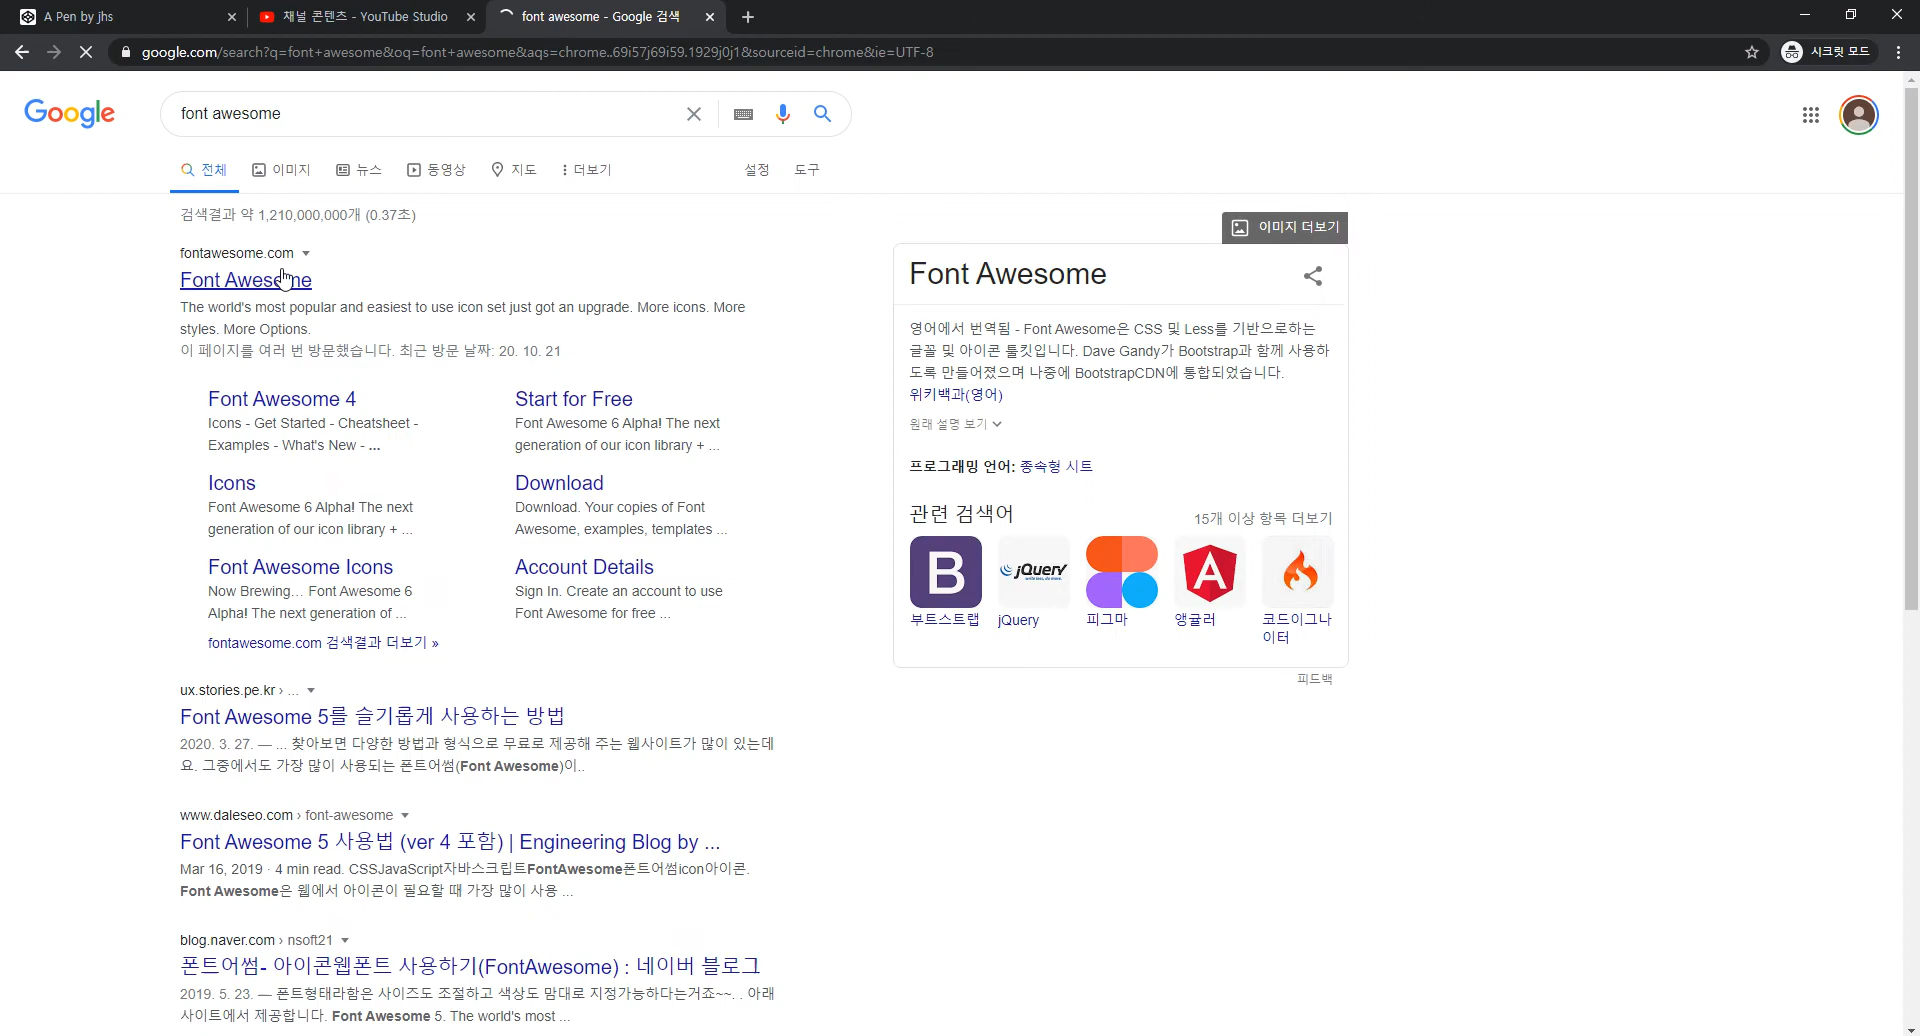 A Pen by jhs
채널 콘텐츠 - YouTube Studio
font awesome - Google 검색
google.com/search?q=font+awesome&oq=font+awesome&aqs=chrome..69i57j69i59.1929j0j1&sourceid=chrome&ie=UTF-8
시크릿 모드
Google
font awesome
전체
이미지
뉴스
동영상
지도
더보기
설정
도구
검색결과 약 1,210,000,000개 (0.37초)
fontawesome.com
Font Awesome
The world's most popular and easiest to use icon set just got an upgrade. More icons. More
styles. More Options.
이 페이지를 여러 번 방문했습니다. 최근 방문 날짜: 20. 10. 21
Font Awesome 4
Icons - Get Started - Cheatsheet -
Examples - What's New - ...
Start for Free
Font Awesome 6 Alpha! The next
generation of our icon library + ...
Icons
Font Awesome 6 Alpha! The next
generation of our icon library + ...
Download
Download. Your copies of Font
Awesome, examples, templates ...
Font Awesome Icons
Now Brewing... Font Awesome 6
Alpha! The next generation of ...
Account Details
Sign In. Create an account to use
Font Awesome for free ...
fontawesome.com 검색결과 더보기 »
ux.stories.pe.kr › ...
Font Awesome 5를 슬기롭게 사용하는 방법
2020. 3. 27. — ... 찾아보면 다양한 방법과 형식으로 무료로 제공해 주는 웹사이트가 많이 있는데
요. 그중에서도 가장 많이 사용되는 폰트어썸(Font Awesome)이..
www.daleseo.com › font-awesome
Font Awesome 5 사용법 (ver 4 포함) | Engineering Blog by ...
Mar 16, 2019 · 4 min read. CSSJavaScript자바스크립트FontAwesome폰트어썸icon아이콘.
Font Awesome은 웹에서 아이콘이 필요할 때 가장 많이 사용 ...
blog.naver.com › nsoft21
폰트어썸- 아이콘웹폰트 사용하기(FontAwesome) : 네이버 블로그
2019. 5. 23. — 폰트형태라함은 사이즈도 조절하고 색상도 맘대로 지정가능하다는거죠~~. . 아래
사이트에서 제공합니다. Font Awesome 5. The world's most ...
이미지 더보기
Font Awesome
영어에서 번역됨 - Font Awesome은 CSS 및 Less를 기반으로하는
글꼴 및 아이콘 툴킷입니다. Dave Gandy가 Bootstrap과 함께 사용하
도록 만들어졌으며 나중에 BootstrapCDN에 통합되었습니다.
위키백과(영어)
원래 설명 보기
프로그래밍 언어: 종속형 시트
관련 검색어
15개 이상 항목 더보기
B
jQuery
write less, do more.
A
부트스트랩
jQuery
피그마
앵귤러
코드이그나
이터
피드백